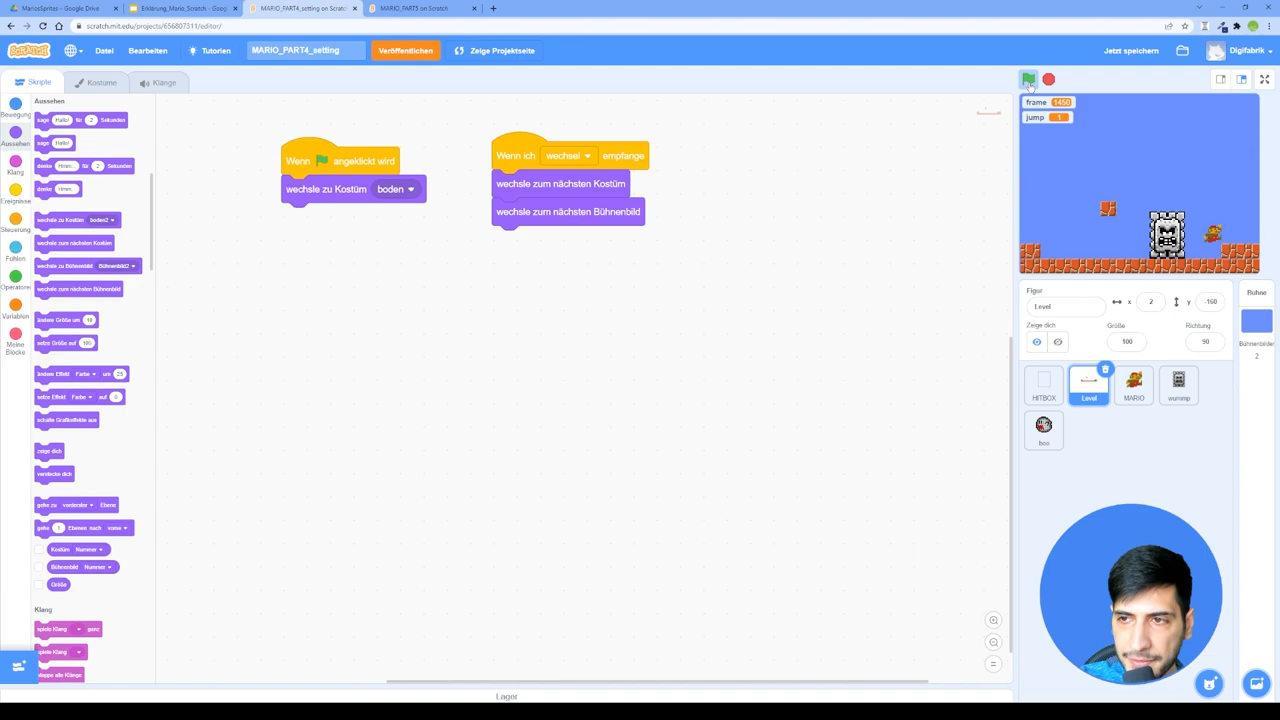 MariosSprites – Google Drive
Erklärung_Mario_Scratch - Goog
MARIO_PART4_setting on Scratch
MARIO_PART5 on Scratch
scratch.mit.edu/projects/656807311/editor/
SCRATCH
Datei
Bearbeiten
Tutorien
MARIO_PART4_setting
Veröffentlichen
Zeige Projektseite
Jetzt speichern
Digifabrik
Skripte
Kostüme
Klänge
Bewegung
Aussehen
Klang
Ereignisse
Steuerung
Fühlen
Operatoren
Variablen
Meine
Blöcke
Aussehen
sage Hallo! für 2 Sekunden
sage Hallo!
denke Hmm... für 2 Sekunden
denke Hmm...
wechsle zu Kostüm boden2
wechsle zum nächsten Kostüm
wechsle zu Bühnenbild Bühnenbild2
wechsle zum nächsten Bühnenbild
ändere Größe um 10
setze Größe auf 100
ändere Effekt Farbe um 25
setze Effekt Farbe auf 0
schalte Grafikeffekte aus
zeige dich
verstecke dich
gehe zu vorderster Ebene
gehe 1 Ebenen nach vorne
Kostüm Nummer
Bühnenbild Nummer
Größe
Klang
spiele Klang ganz
spiele Klang
stoppe alle Klänge
Wenn angeklickt wird
wechsle zu Kostüm boden
Wenn ich wechsel empfange
wechsle zum nächsten Kostüm
wechsle zum nächsten Bühnenbild
Lager
frame 1450
jump 1
Figur
Level
x 2
y -160
Zeige dich
Größe
100
Richtung
90
HITBOX
Level
MARIO
wummp
boo
Bühne
Bühnenbilder
2